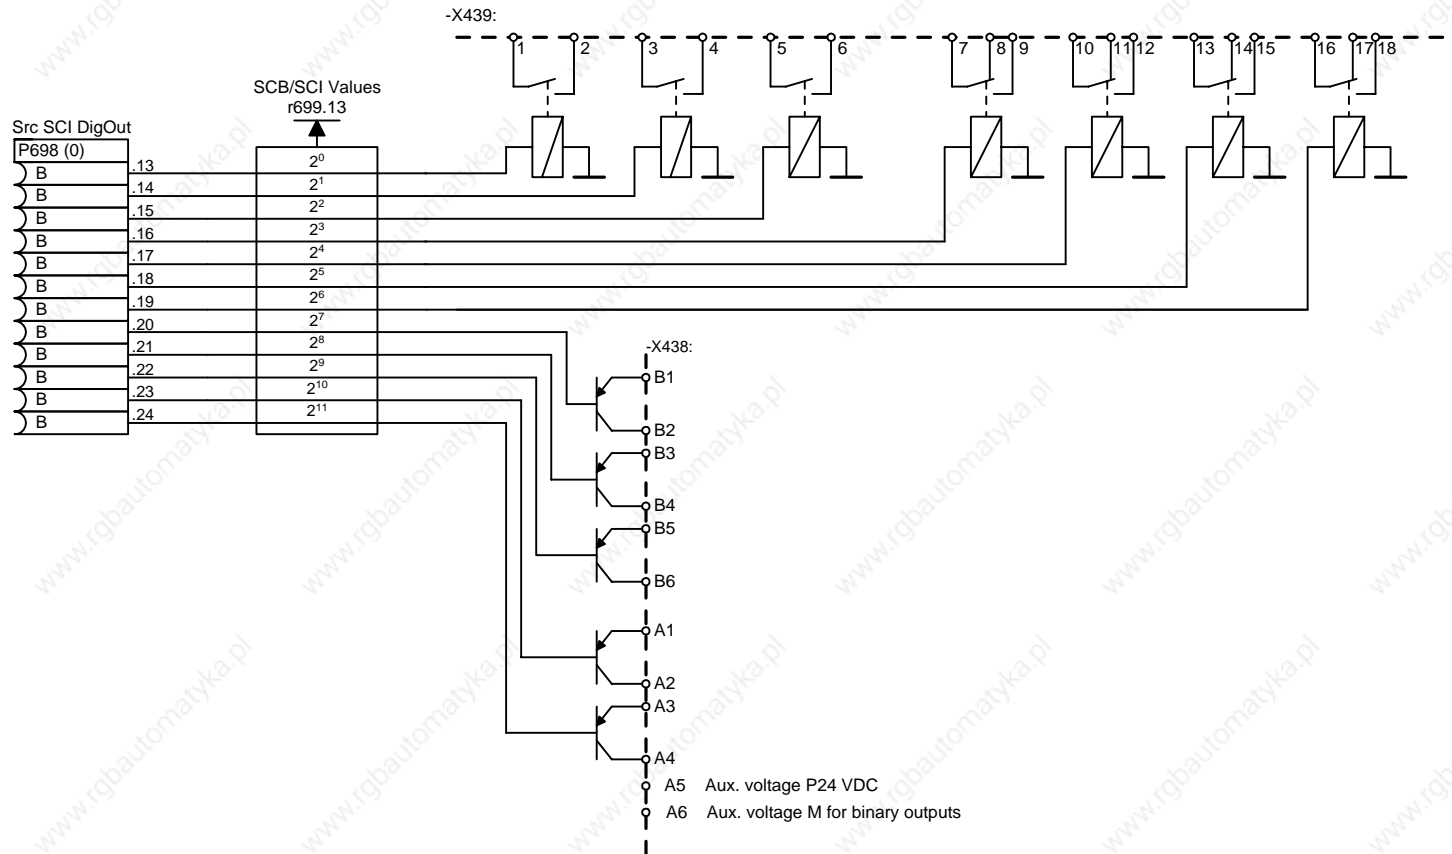 -X439:
1 2 3 4 5 6 7 8 9 10 11 12 13 14 15 16 17 18
SCB/SCI Values
r699.13
Src SCI DigOut
P698 (0)
B .13 2⁰
B .14 2¹
B .15 2²
B .16 2³
B .17 2⁴
B .18 2⁵
B .19 2⁶
B .20 2⁷
B .21 2⁸
B .22 2⁹
B .23 2¹⁰
B .24 2¹¹
-X438:
B1
B2
B3
B4
B5
B6
A1
A2
A3
A4
A5 Aux. voltage P24 VDC
A6 Aux. voltage M for binary outputs
www.rgbautomatyka.pl